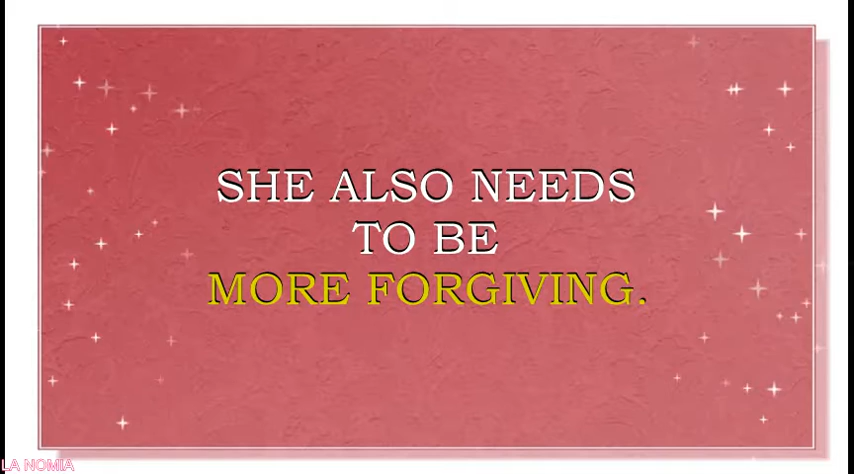 SHE ALSO NEEDS
TO BE
MORE FORGIVING.
LA NOMIA